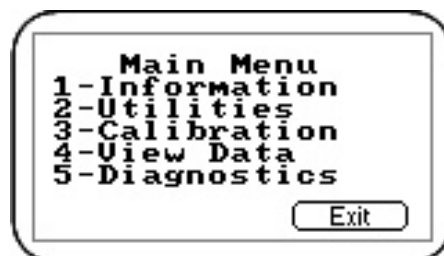 Main Menu
1-Information
2-Utilities
3-Calibration
4-View Data
5-Diagnostics
Exit